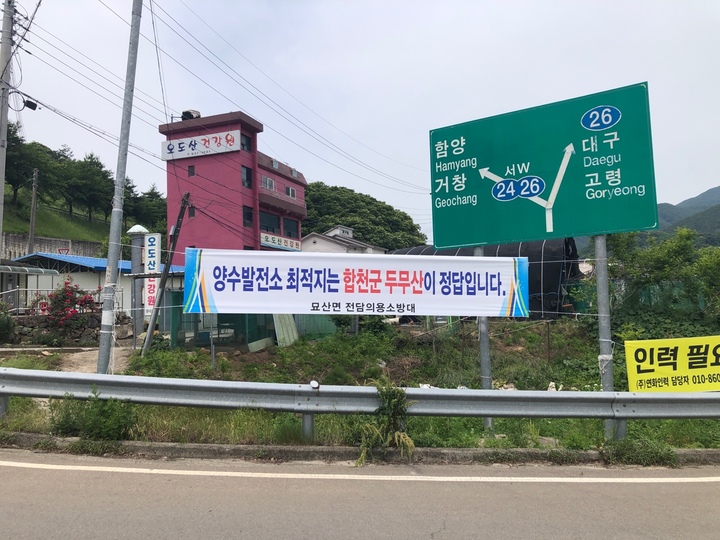 오도산 건강원
함양
Hamyang
거창
Geochang
서W
24 26
26
대구
Daegu
고령
Goryeong
오도산건강원
양수발전소 최적지는 합천군 두무산이 정답입니다.
묘산면 전담의용소방대
인력 필요
(주)연화인력 담당자 010-860